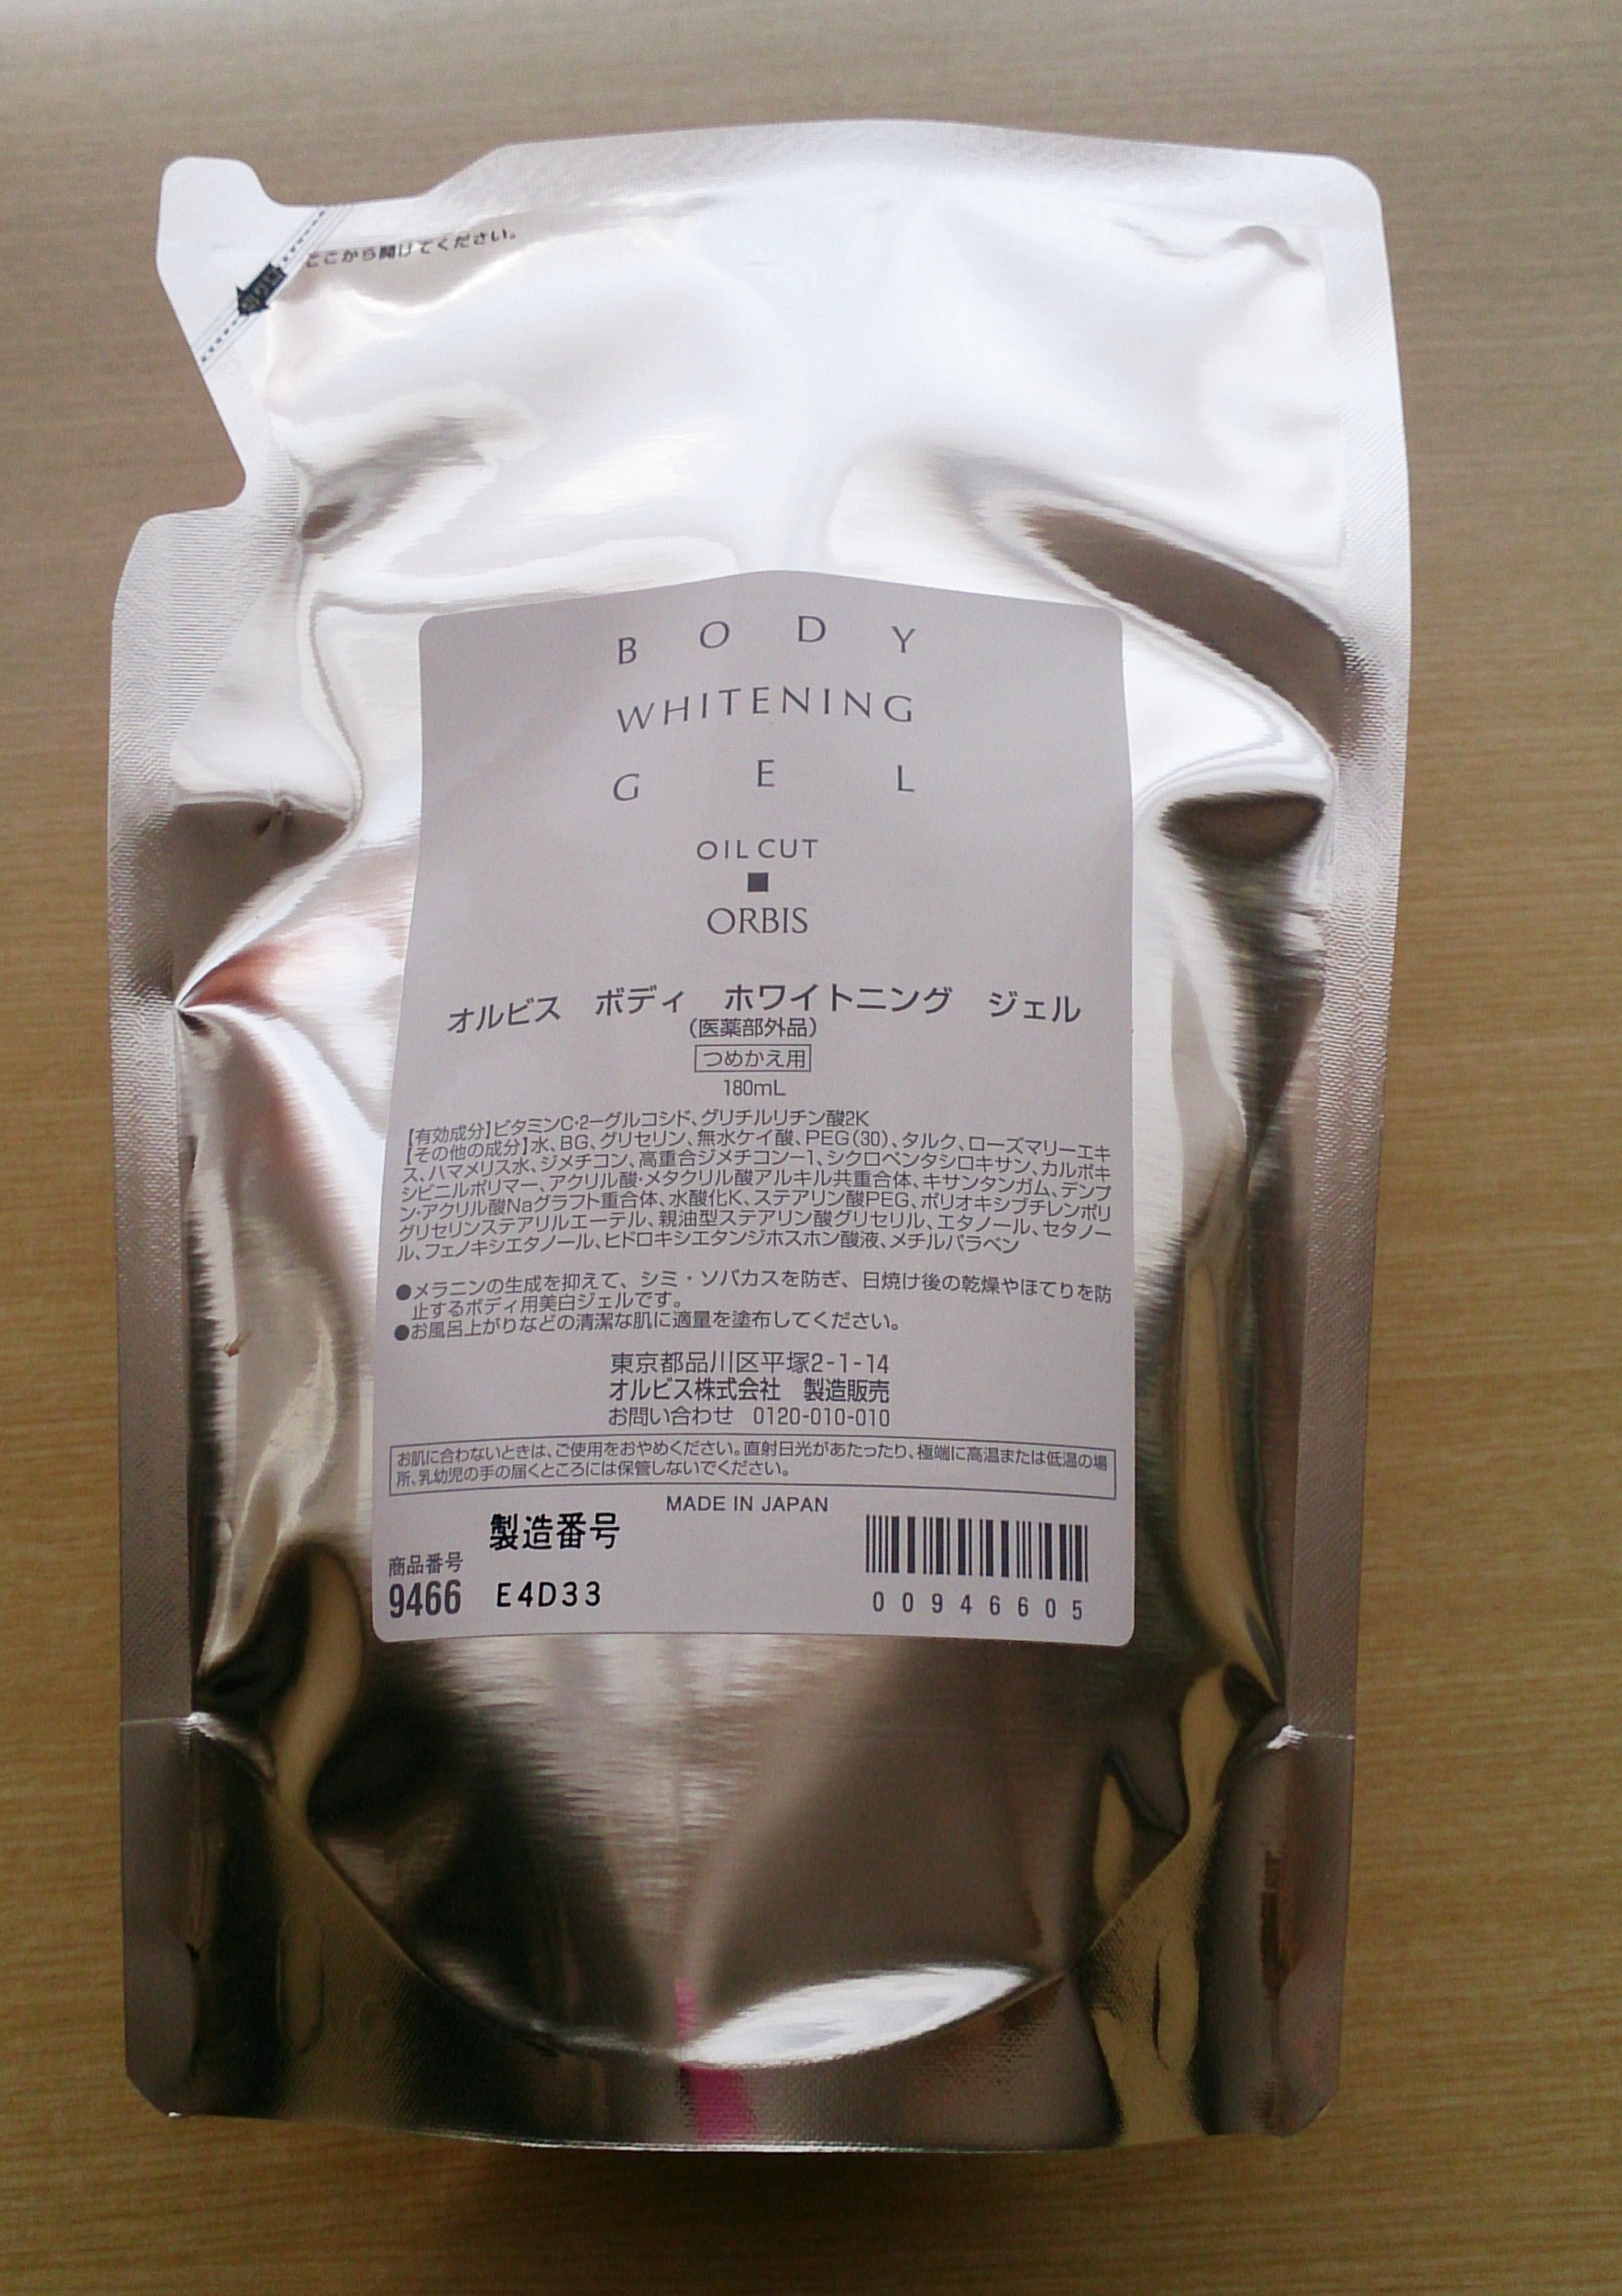 ここから開けてください。
B O D Y
WHITENING
G E L
OIL CUT
ORBIS
オルビス ボディ ホワイトニング ジェル
(医薬部外品)
つめかえ用
180mL
【有効成分】ビタミンC・2-グルコシド、グリチルリチン酸2K
【その他の成分】水、BG、グリセリン、無水ケイ酸、PEG(30)、タルク、ローズマリーエキ
ス、ハマメリス水、ジメチコン、高重合ジメチコン-1、シクロペンタシロキサン、カルボキ
シビニルポリマー、アクリル酸・メタクリル酸アルキル共重合体、キサンタンガム、デンプ
ン・アクリル酸Naグラフト重合体、水酸化K、ステアリン酸PEG、ポリオキシブチレンポリ
グリセリンステアリルエーテル、親油型ステアリン酸グリセリル、エタノール、セタノー
ル、フェノキシエタノール、ヒドロキシエタンジホスホン酸液、メチルパラベン
●メラニンの生成を抑えて、シミ・ソバカスを防ぎ、日焼け後の乾燥やほてりを防
止するボディ用美白ジェルです。
●お風呂上がりなどの清潔な肌に適量を塗布してください。
東京都品川区平塚2-1-14
オルビス株式会社 製造販売
お問い合わせ 0120-010-010
お肌に合わないときは、ご使用をおやめください。直射日光があたったり、極端に高温または低温の場
所、乳幼児の手の届くところには保管しないでください。
MADE IN JAPAN
製造番号
商品番号
9466 E4D33
00946605